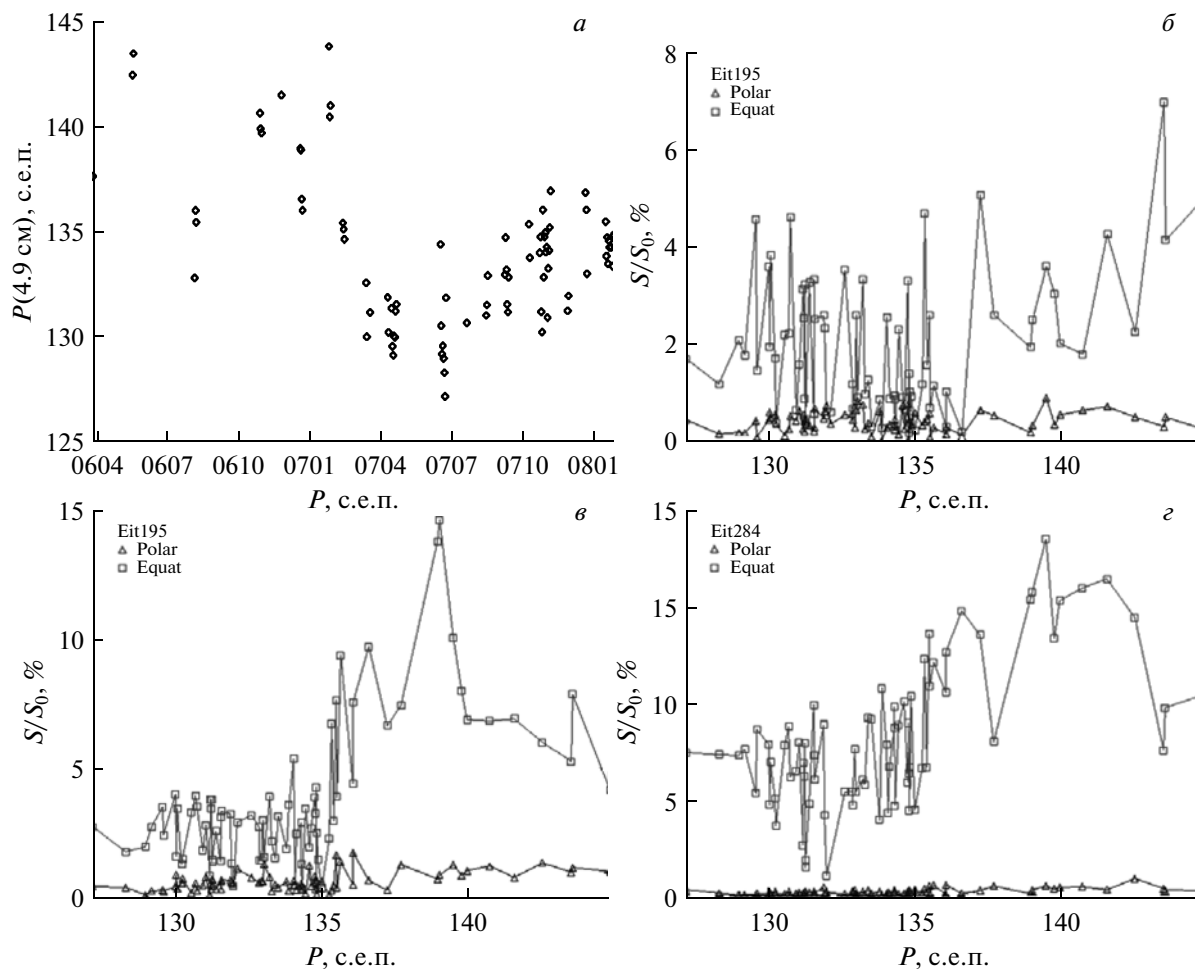 а
145
140
135
130
125
P(4.9 см), с.е.п.
0604 0607 0610 0701 0704 0707 0710 0801
P, с.е.п.
б
8
6
4
2
0
S/S₀, %
Eit195
Polar
Equat
130 135 140
P, с.е.п.
в
15
10
5
0
S/S₀, %
Eit195
Polar
Equat
130 135 140
P, с.е.п.
г
15
15
10
5
0
S/S₀, %
Eit284
Polar
Equat
130 135 140
P, с.е.п.